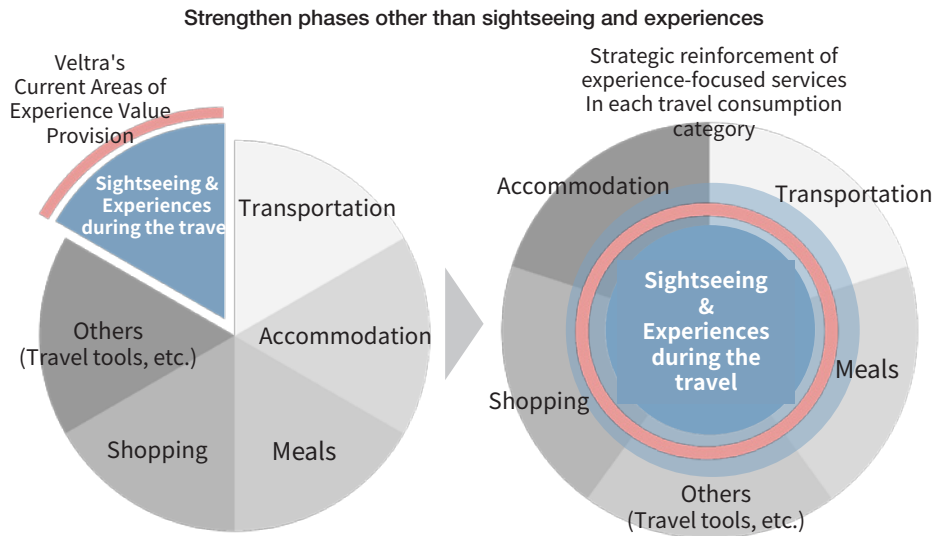 Strengthen phases other than sightseeing and experiences
Veltra's
Current Areas of
Experience Value
Provision
Sightseeing &
Experiences
during the trave
Transportation
Accommodation
Meals
Shopping
Others
(Travel tools, etc.)
Strategic reinforcement of
experience-focused services
In each travel consumption
category
Accommodation
Transportation
Sightseeing
&
Experiences
during the
travel
Meals
Shopping
Others
(Travel tools, etc.)